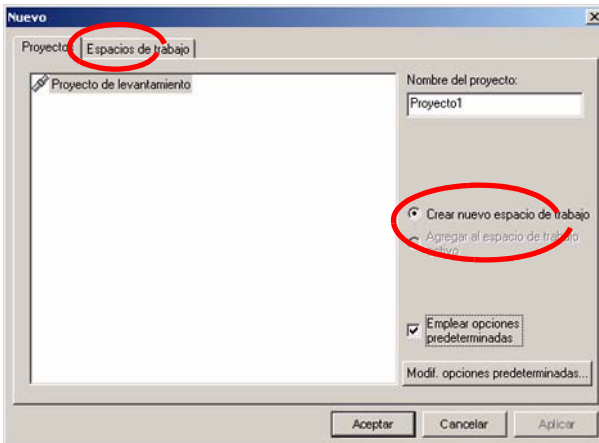 Nuevo
Proyectos Espacios de trabajo
Proyecto de levantamiento
Nombre del proyecto:
Proyecto1
Crear nuevo espacio de trabajo
Agregar al espacio de trabajo
activo
Emplear opciones
predeterminadas
Modif. opciones predeterminadas...
Aceptar Cancelar Aplicar